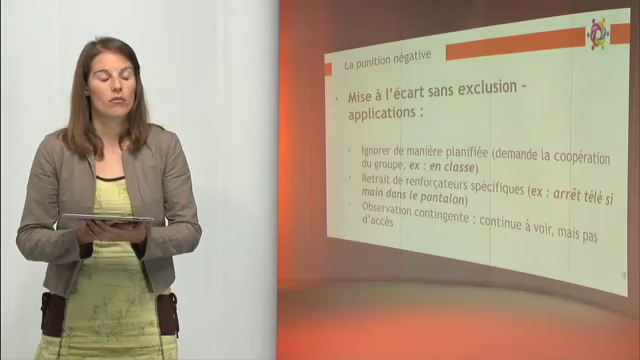 La punition négative
Mise à l'écart sans exclusion -
applications :
Ignorer de manière planifiée (demande la coopération
du groupe, ex : en classe)
Retrait de renforçateurs spécifiques (ex : arrêt télé si
main dans le pantalon)
Observation contingente : continue à voir, mais pas
d'accès